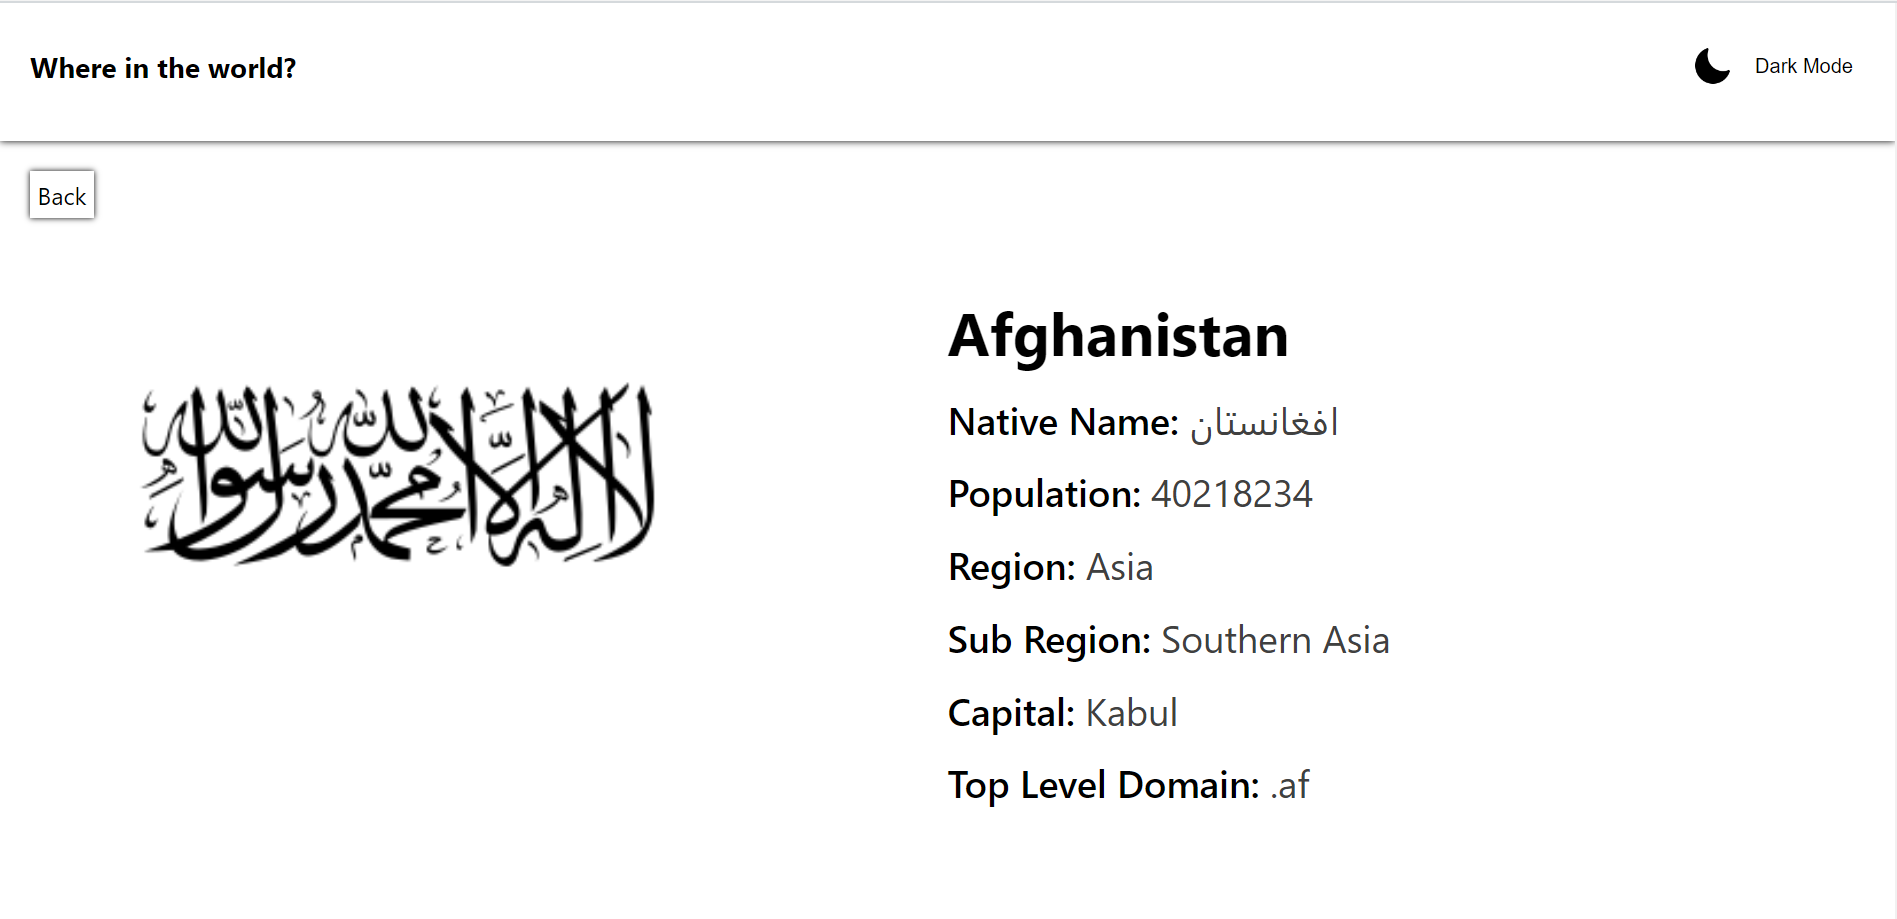 Where in the world?
Dark Mode
Back
لا إله إلا الله محمد رسول الله
Afghanistan
Native Name: افغانستان
Population: 40218234
Region: Asia
Sub Region: Southern Asia
Capital: Kabul
Top Level Domain: .af